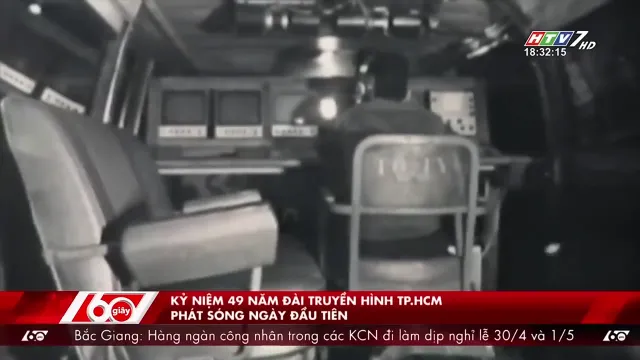 HTV7 HD
18:32:15
60 giây
KỶ NIỆM 49 NĂM ĐÀI TRUYỀN HÌNH TP.HCM
PHÁT SÓNG NGÀY ĐẦU TIÊN
60 Bắc Giang: Hàng ngàn công nhân trong các KCN đi làm dịp nghỉ lễ 30/4 và 1/5 60